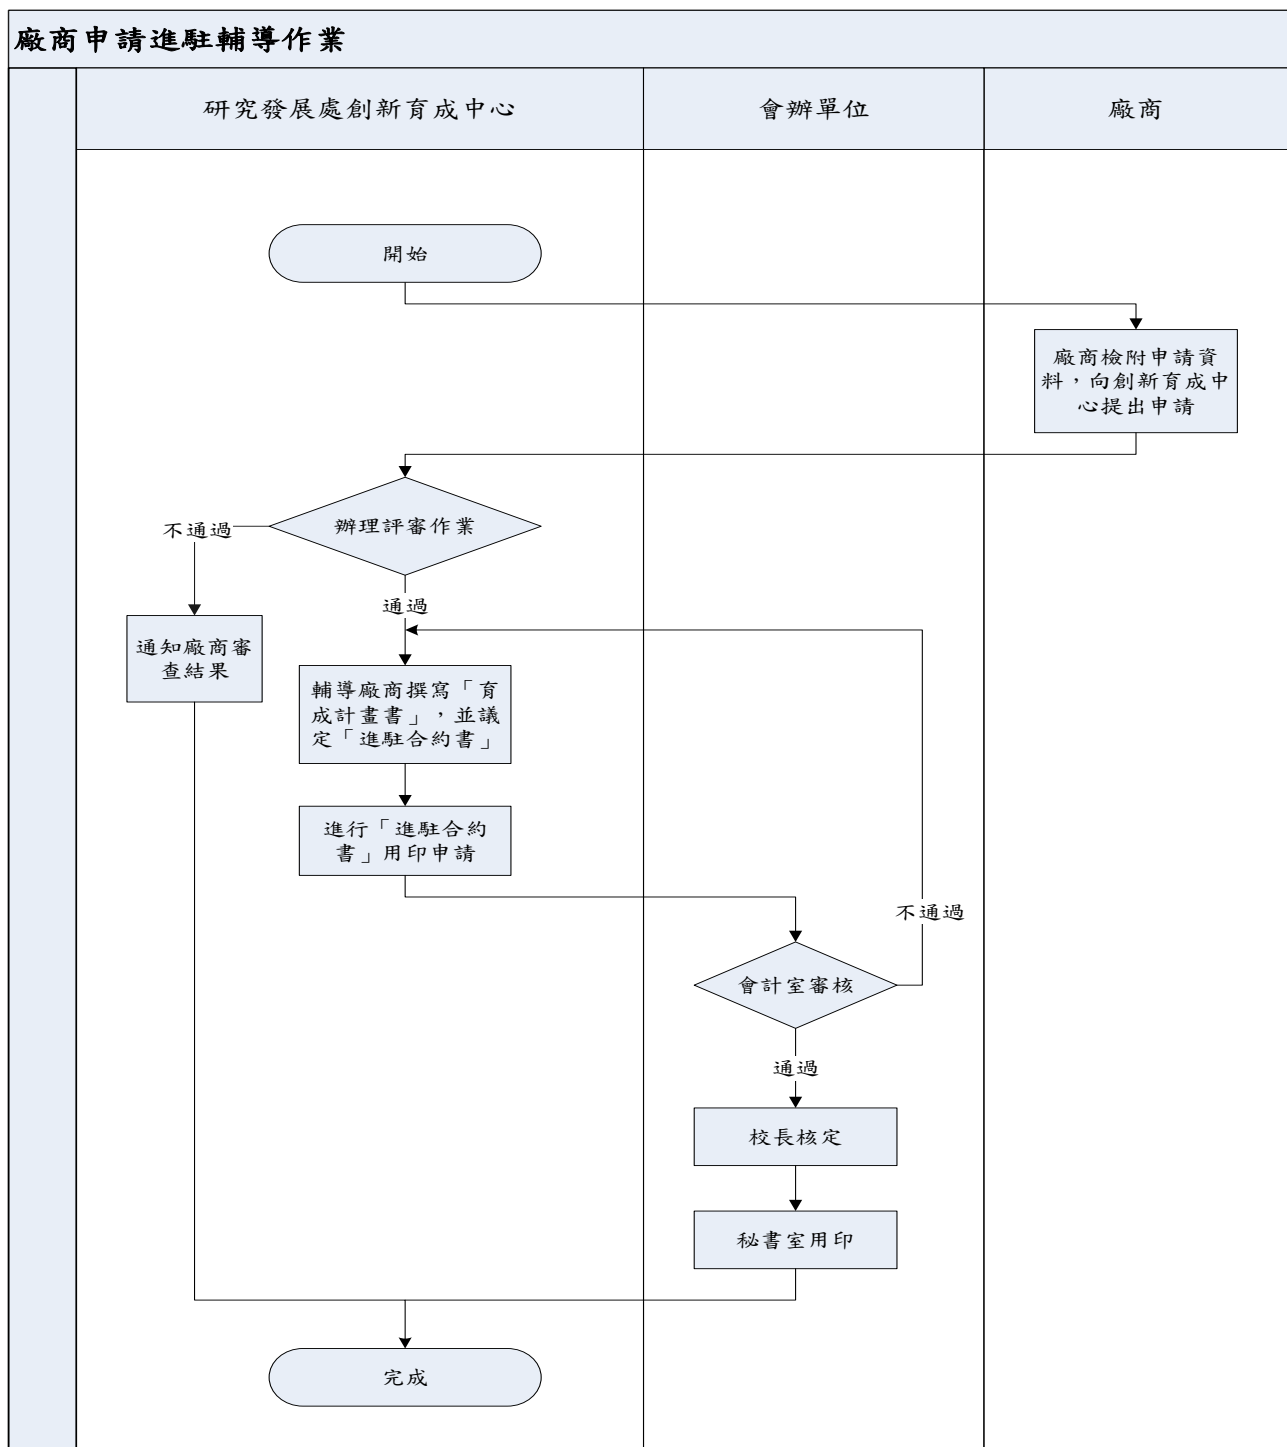 廠商申請進駐輔導作業
研究發展處創新育成中心
會辦單位
廠商
開始
廠商檢附申請資
料，向創新育成中
心提出申請
辦理評審作業
不通過
通過
通知廠商審
查結果
輔導廠商撰寫「育
成計畫書」，並議
定「進駐合約書」
進行「進駐合約
書」用印申請
不通過
會計室審核
通過
校長核定
秘書室用印
完成